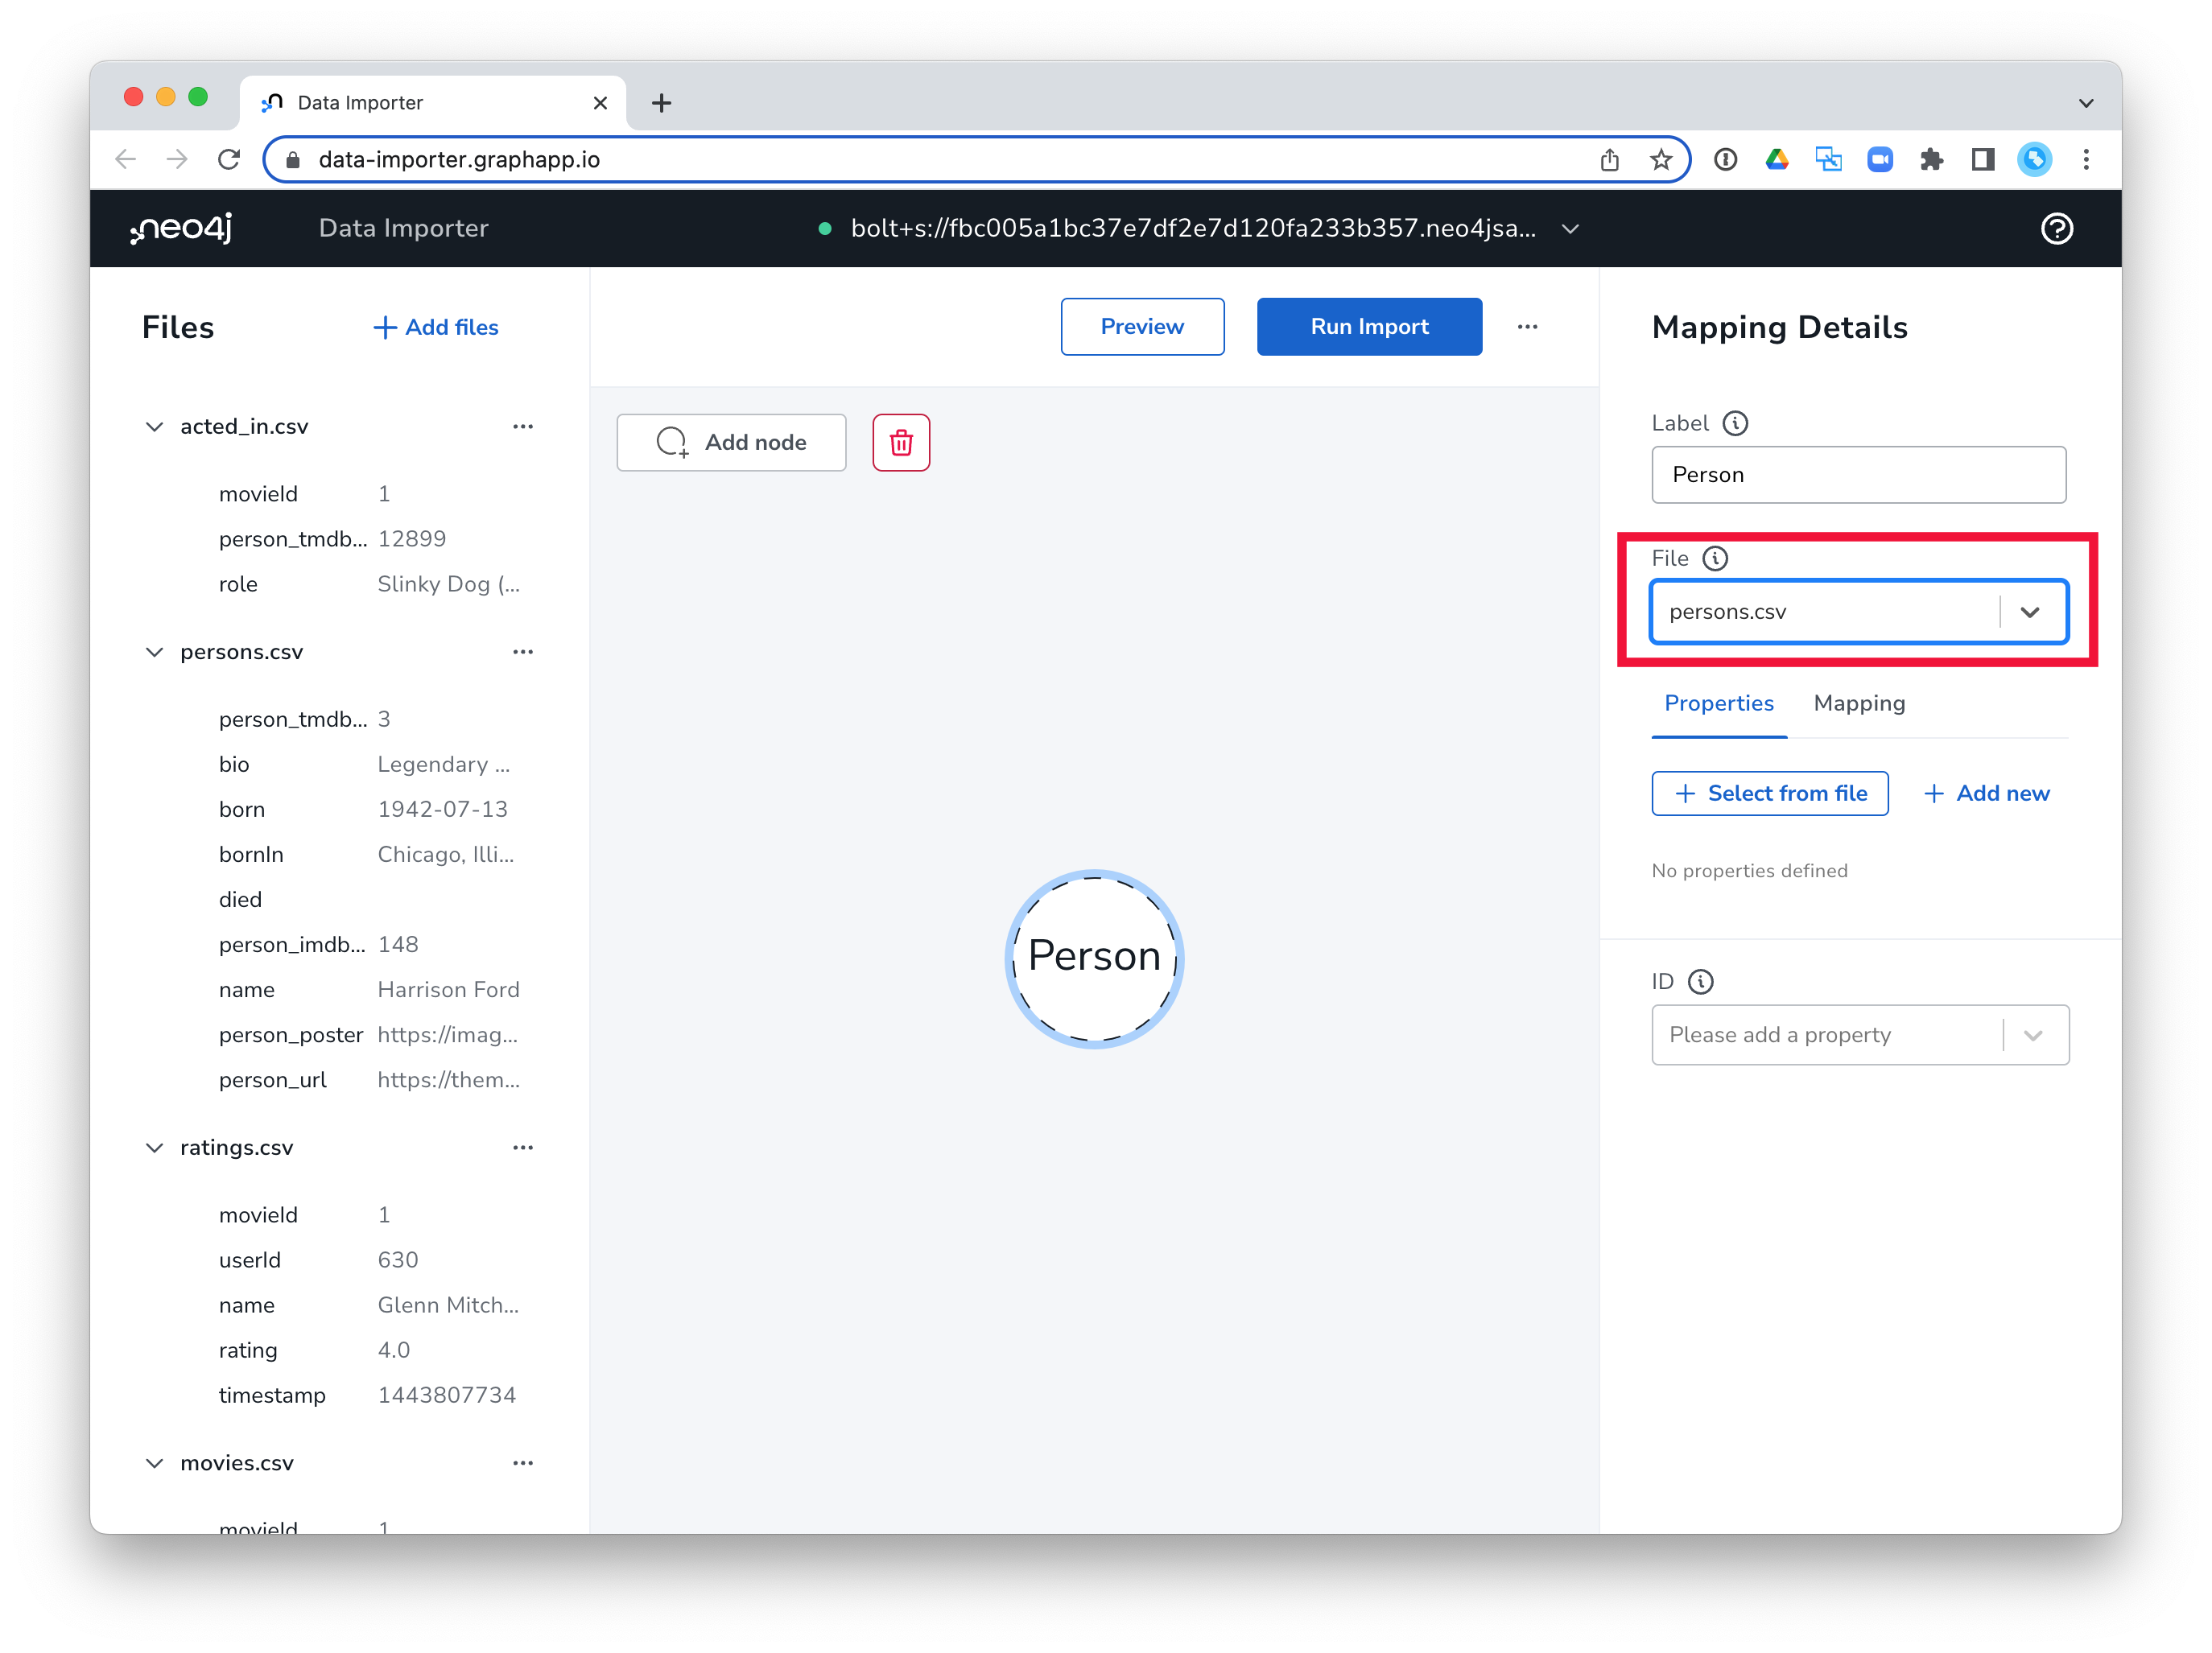 Data Importer
data-importer.graphapp.io
neo4j
Data Importer
bolt+s://fbc005a1bc37e7df2e7d120fa233b357.neo4jsa...
Files
Add files
acted_in.csv
movieId 1
person_tmdb... 12899
role Slinky Dog (...
persons.csv
person_tmdb... 3
bio Legendary ...
born 1942-07-13
bornIn Chicago, Illi...
died
person_imdb... 148
name Harrison Ford
person_poster https://imag...
person_url https://them...
ratings.csv
movieId 1
userId 630
name Glenn Mitch...
rating 4.0
timestamp 1443807734
movies.csv
movieId 1
Preview
Run Import
Add node
Person
Mapping Details
Label
Person
File
persons.csv
Properties Mapping
Select from file
Add new
No properties defined
ID
Please add a property